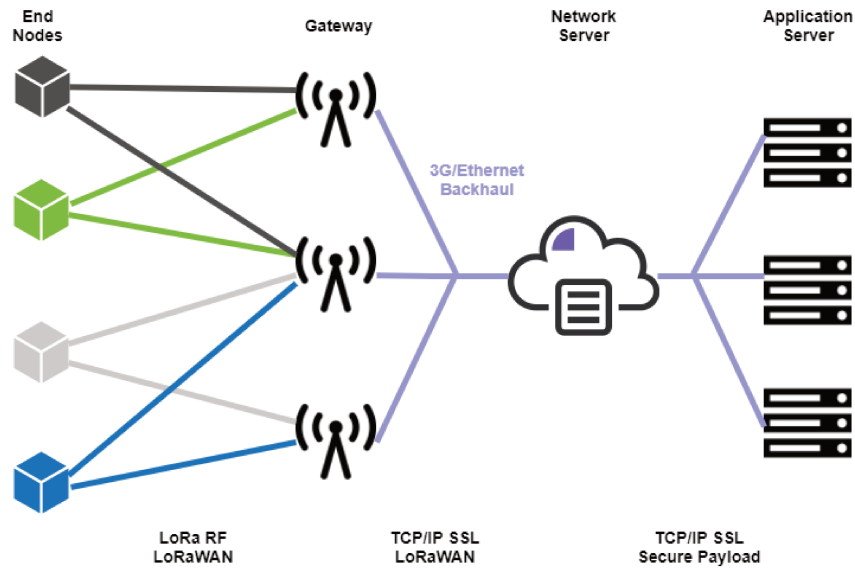 End
Nodes
Gateway
Network
Server
Application
Server
3G/Ethernet
Backhaul
LoRa RF
LoRaWAN
TCP/IP SSL
LoRaWAN
TCP/IP SSL
Secure Payload